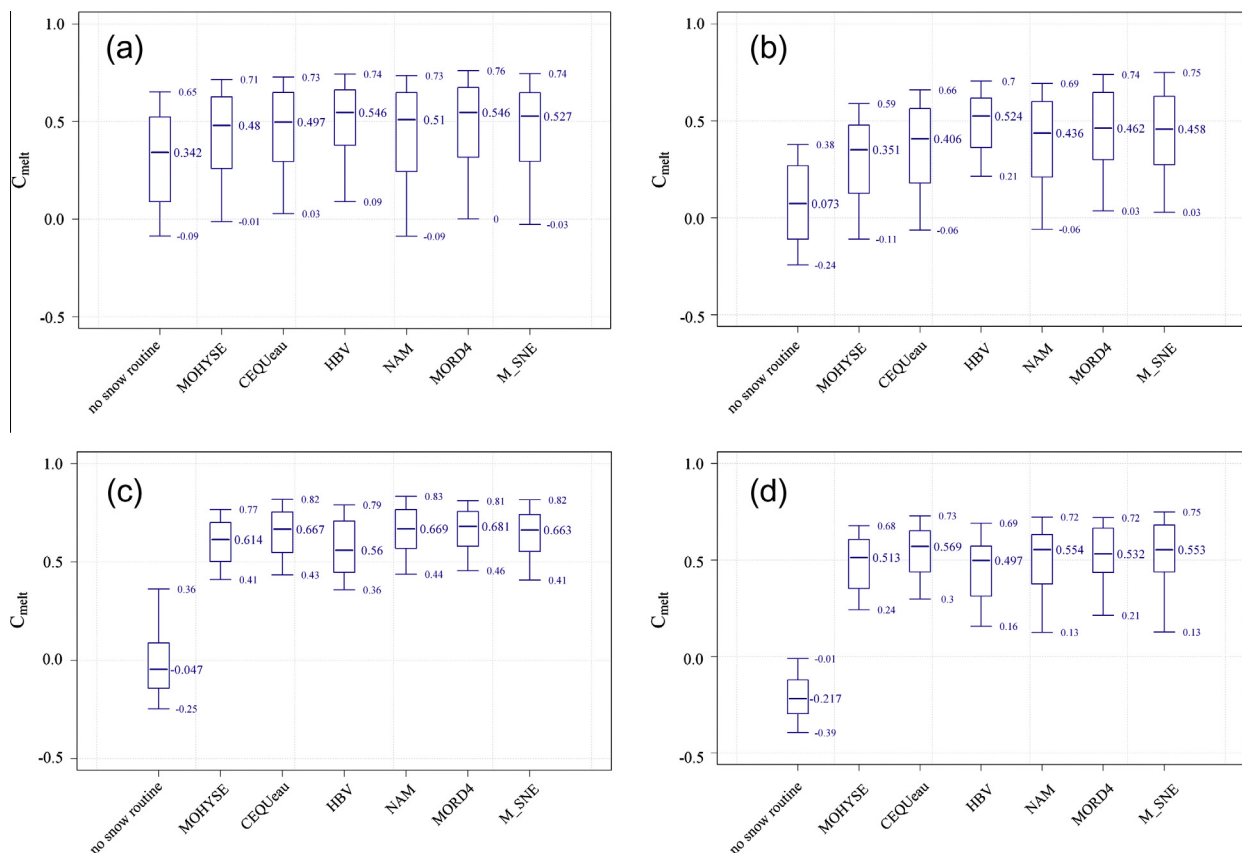 (a)
C_melt
1.0
0.5
0.0
-0.5
0.65
0.342
-0.09
0.71
0.48
-0.01
0.73
0.497
0.03
0.74
0.546
0.09
0.73
0.51
-0.09
0.76
0.546
0
0.74
0.527
-0.03
no snow routine
MOHYSE
CEQUeau
HBV
NAM
MORD4
M_SNE
(b)
C_melt
1.0
0.5
0.0
-0.5
0.38
0.073
-0.24
0.59
0.351
-0.11
0.66
0.406
-0.06
0.7
0.524
0.21
0.69
0.436
-0.06
0.74
0.462
0.03
0.75
0.458
0.03
no snow routine
MOHYSE
CEQUeau
HBV
NAM
MORD4
M_SNE
(c)
C_melt
1.0
0.5
0.0
-0.5
0.36
-0.047
-0.25
0.77
0.614
0.41
0.82
0.667
0.43
0.79
0.56
0.36
0.83
0.669
0.44
0.81
0.681
0.46
0.82
0.663
0.41
no snow routine
MOHYSE
CEQUeau
HBV
NAM
MORD4
M_SNE
(d)
C_melt
1.0
0.5
0.0
-0.5
-0.01
-0.217
-0.39
0.68
0.513
0.24
0.73
0.569
0.3
0.69
0.497
0.16
0.72
0.554
0.13
0.72
0.532
0.21
0.75
0.553
0.13
no snow routine
MOHYSE
CEQUeau
HBV
NAM
MORD4
M_SNE